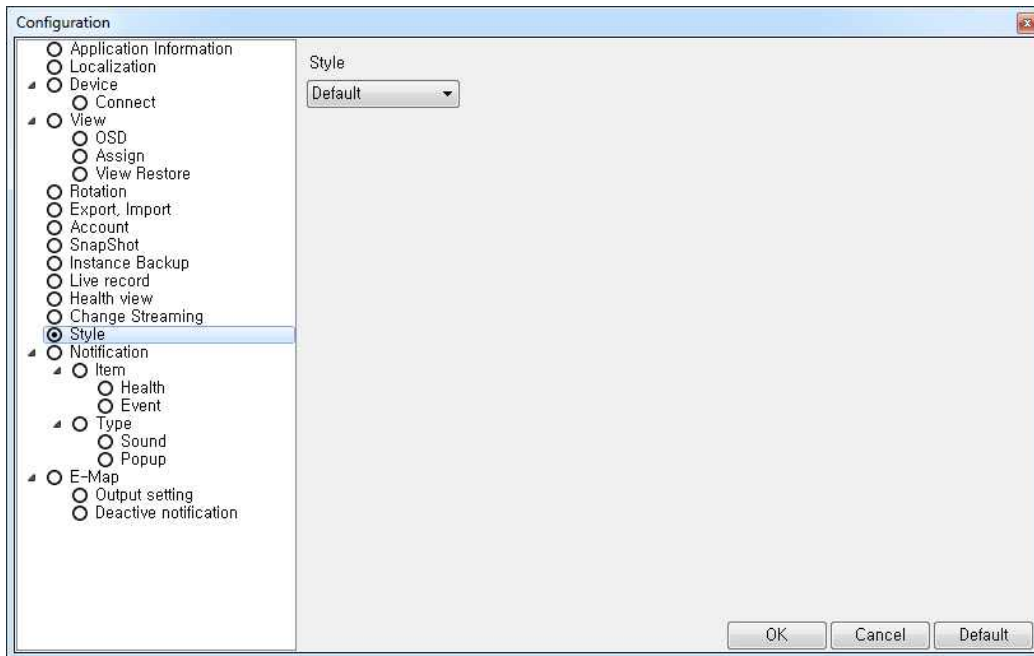 Configuration
Application Information
Localization
Device
Connect
View
OSD
Assign
View Restore
Rotation
Export, Import
Account
SnapShot
Instance Backup
Live record
Health view
Change Streaming
Style
Notification
Item
Health
Event
Type
Sound
Popup
E-Map
Output setting
Deactive notification
Style
Default
OK Cancel Default